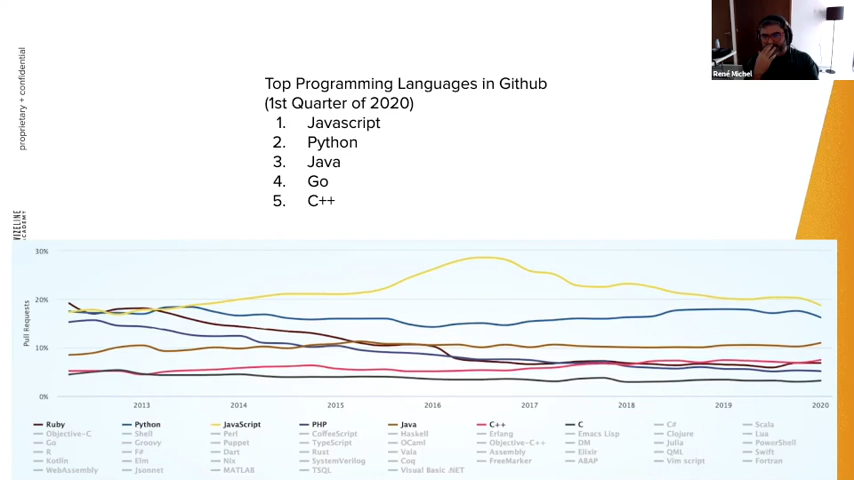 René Michel
proprietary + confidential
Top Programming Languages in Github
(1st Quarter of 2020)
1. Javascript
2. Python
3. Java
4. Go
5. C++
WIZELINE
ACADEMY
30%
20%
10%
0%
Pull Requests
2013 2014 2015 2016 2017 2018 2019 2020
Ruby Python JavaScript PHP Java C++ C C# Scala
Objective-C Shell Perl CoffeeScript Haskell Erlang Emacs Lisp Clojure Lua
Go Groovy Puppet TypeScript OCaml Objective-C++ DM Julia PowerShell
R F# Dart Rust Vala Assembly Elixir QML Swift
Kotlin Elm Nix SystemVerilog Coq FreeMarker ABAP Vim script Fortran
WebAssembly Jsonnet MATLAB TSQL Visual Basic .NET